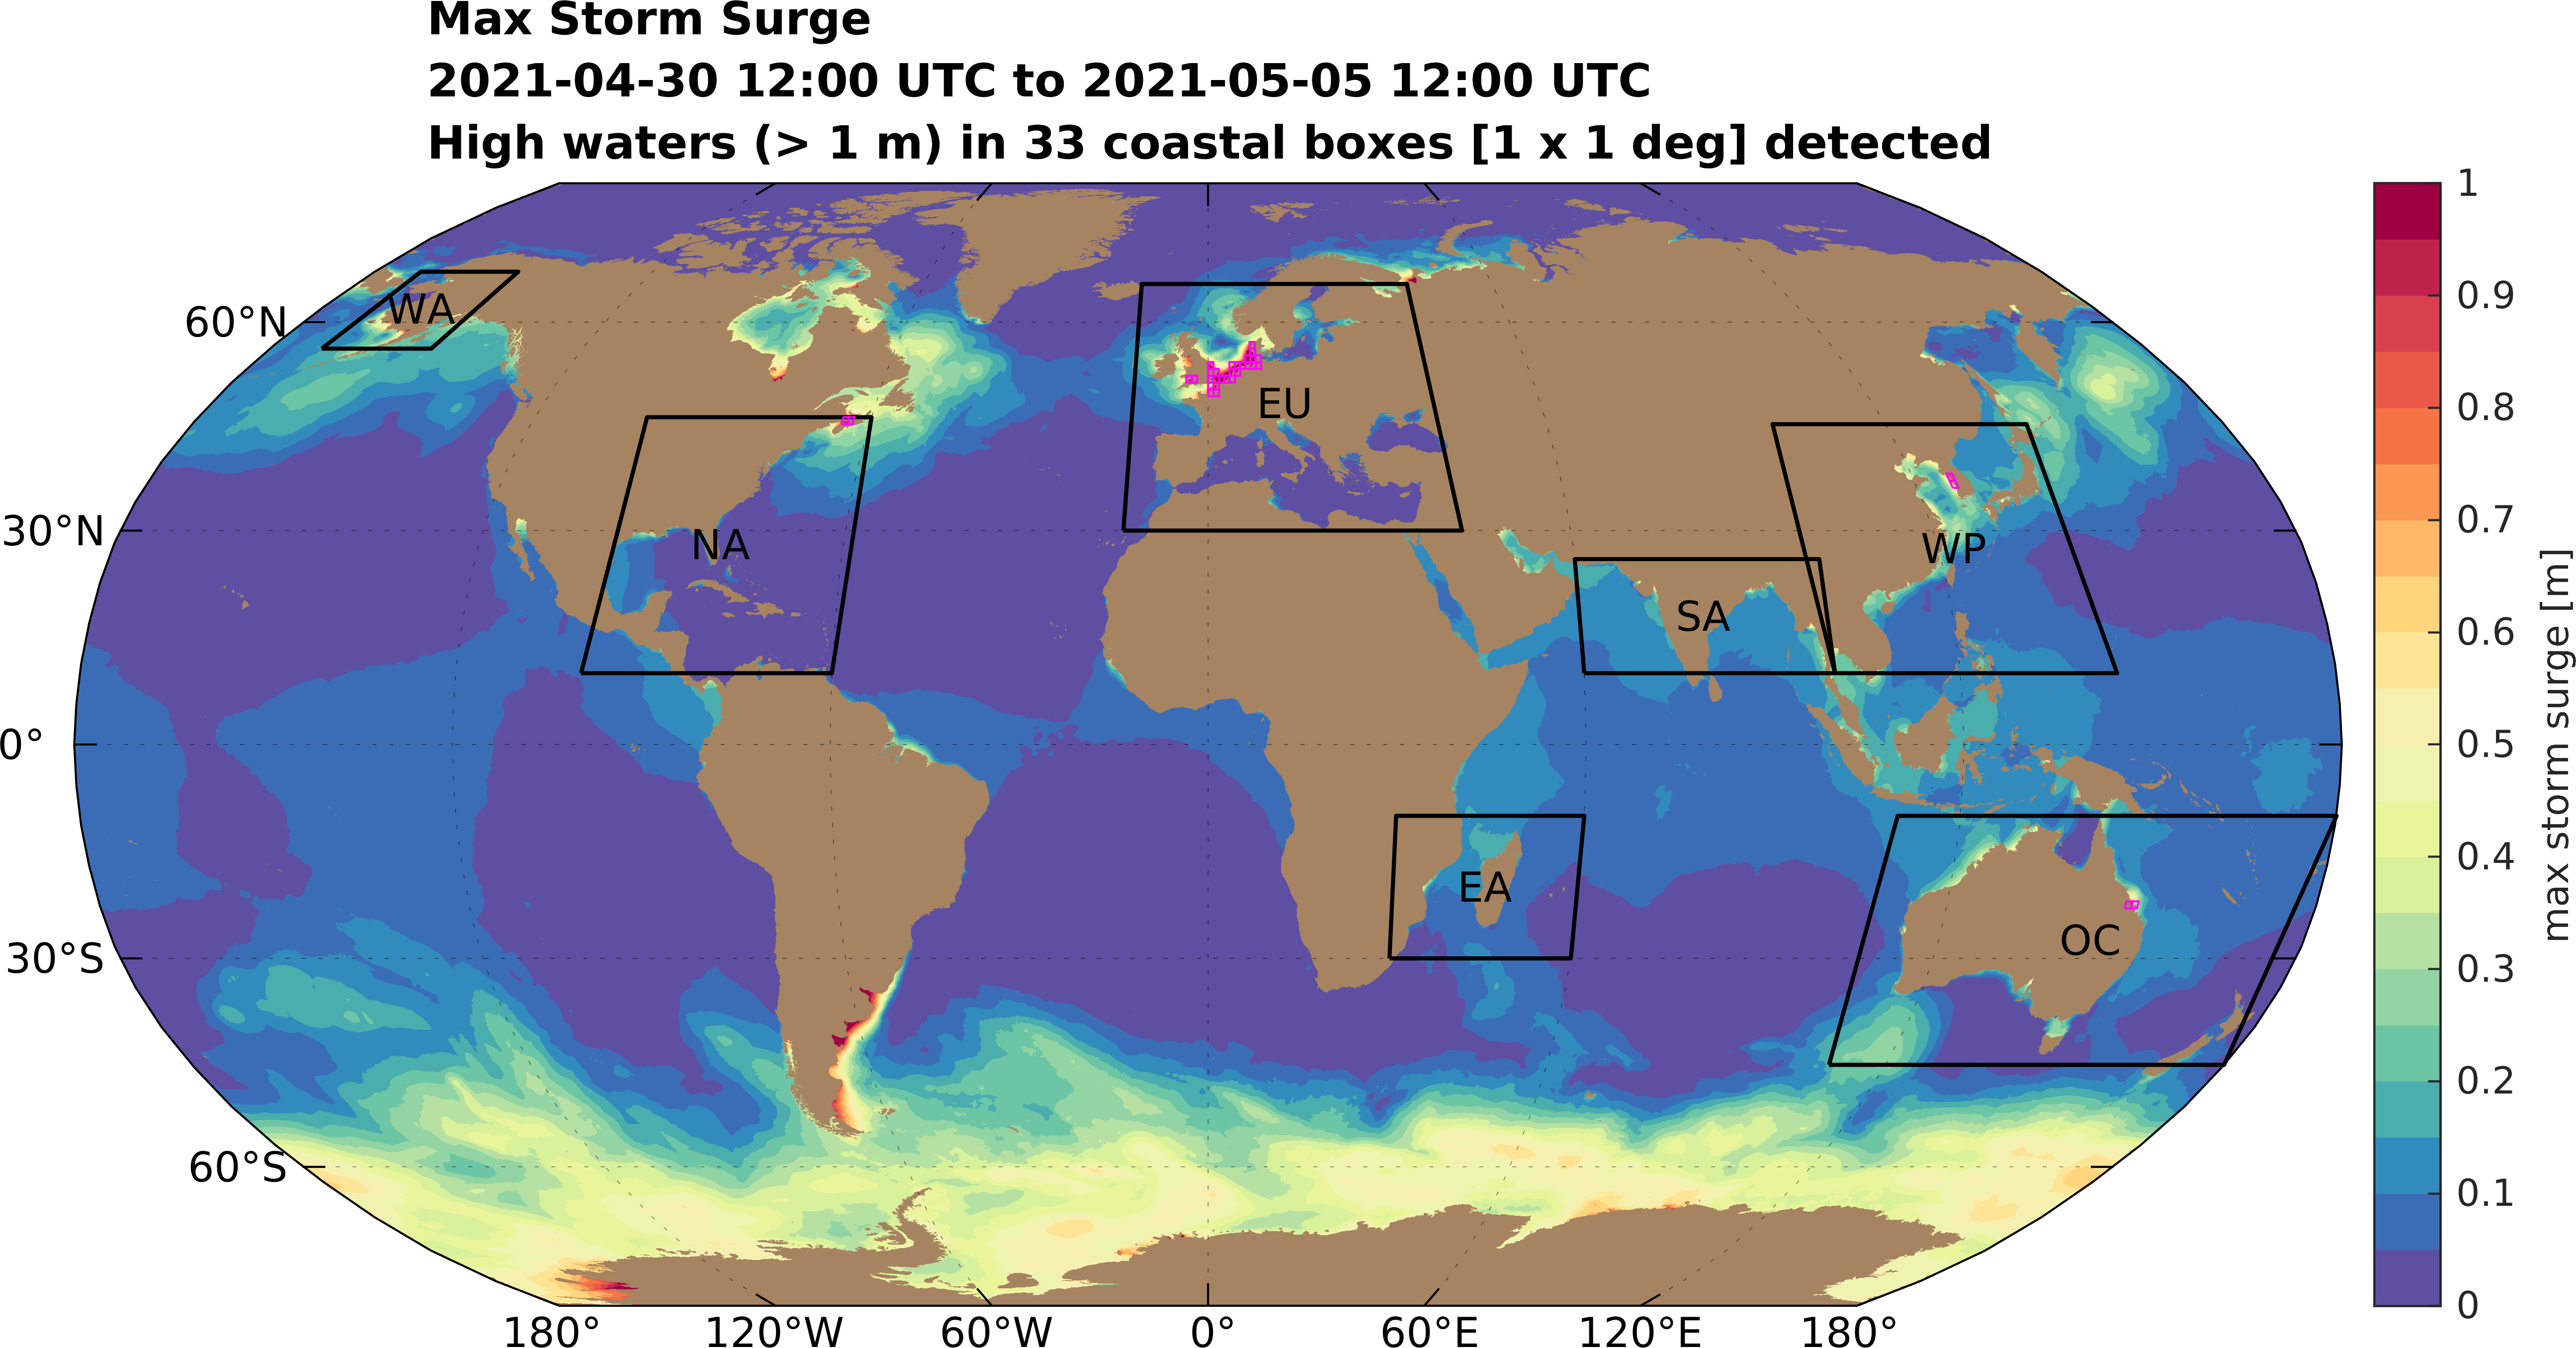 Max Storm Surge
2021-04-30 12:00 UTC to 2021-05-05 12:00 UTC
High waters (> 1 m) in 33 coastal boxes [1 x 1 deg] detected
60°N
30°N
0°
30°S
60°S
WA
NA
EU
SA
WP
EA
OC
180°
120°W
60°W
0°
60°E
120°E
180°
1
0.9
0.8
0.7
0.6
0.5
0.4
0.3
0.2
0.1
0
max storm surge [m]